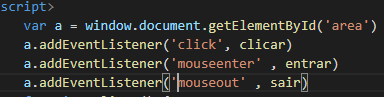 script>
var a = window.document.getElementById('area')
a.addEventListener('click', clicar)
a.addEventListener('mouseenter' , entrar)
a.addEventListener('mouseout' , sair)